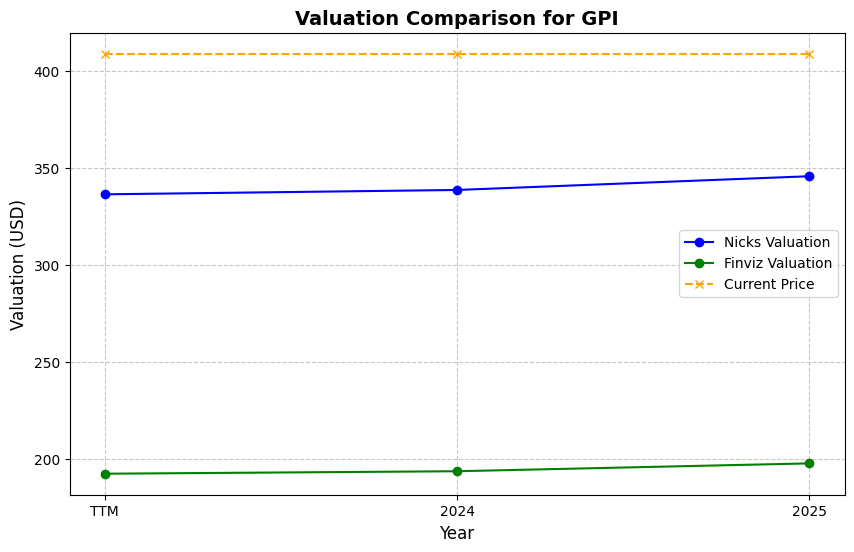 Valuation Comparison for GPI
Valuation (USD)
400
350
300
250
200
Nicks Valuation
Finviz Valuation
Current Price
TTM
2024
2025
Year